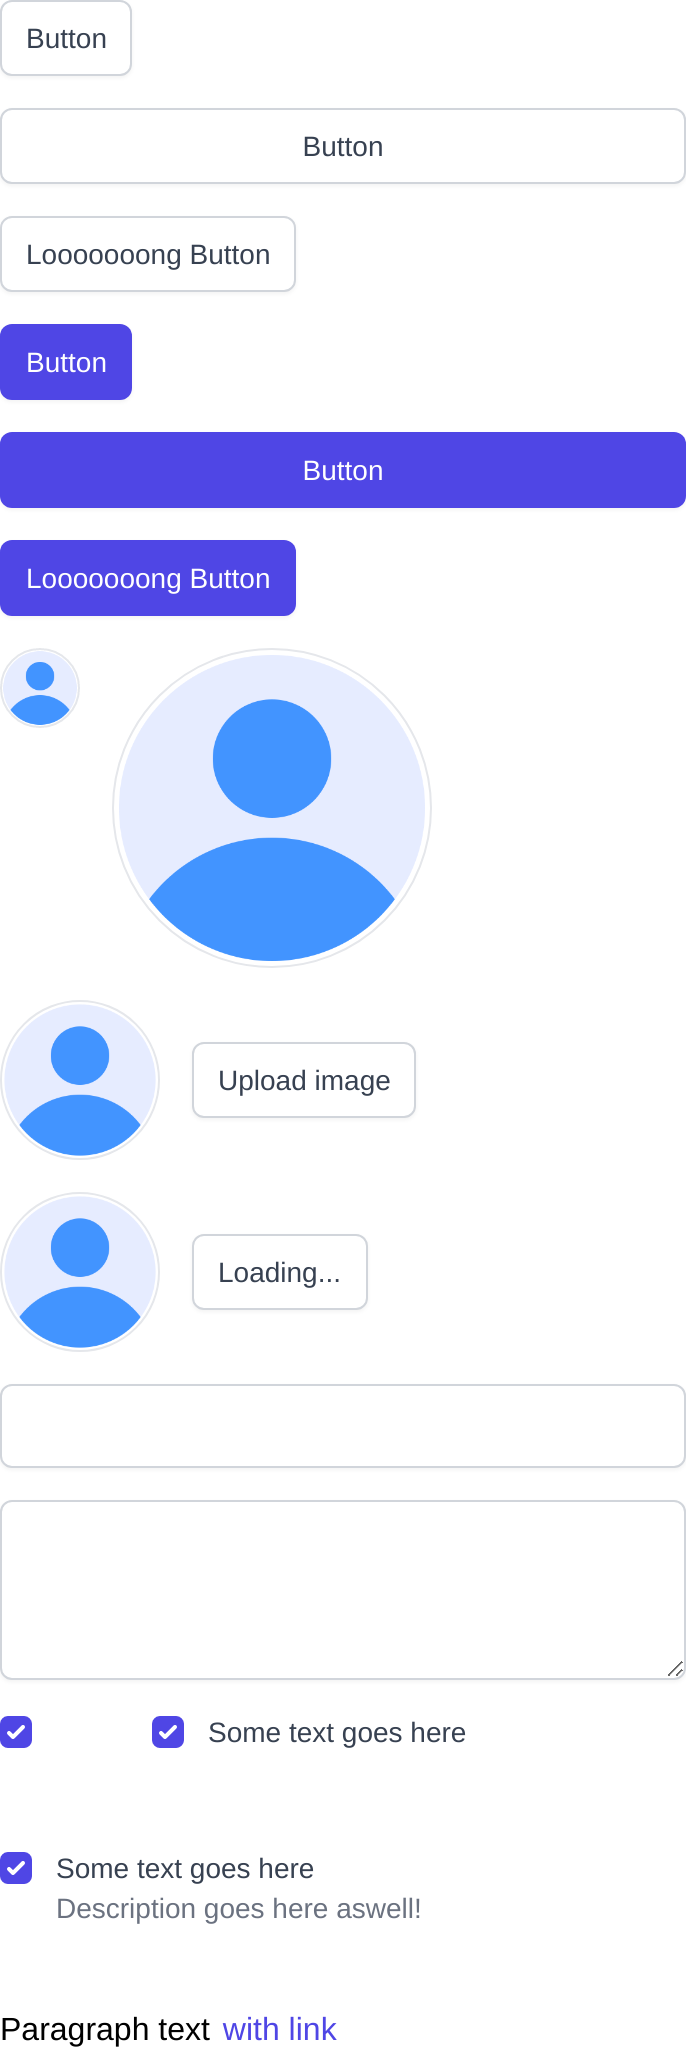 Button
Button
Looooooong Button
Button
Button
Looooooong Button
Upload image
Loading...
Some text goes here
Some text goes here
Description goes here aswell!
Paragraph text with link